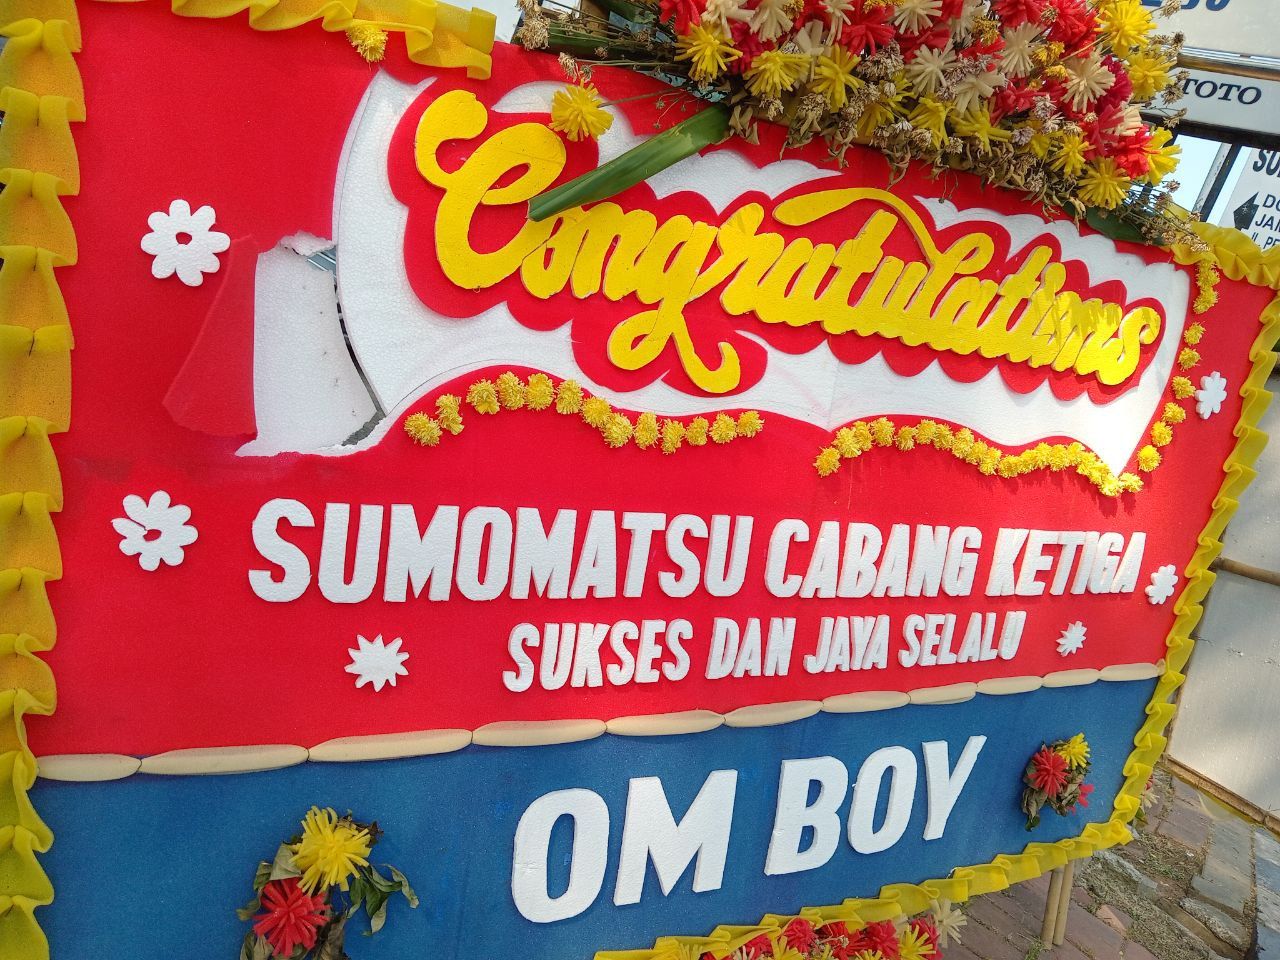 Congratulations
SUMOMATSU CABANG KETIGA
SUKSES DAN JAYA SELALU
OM BOY
TOTO